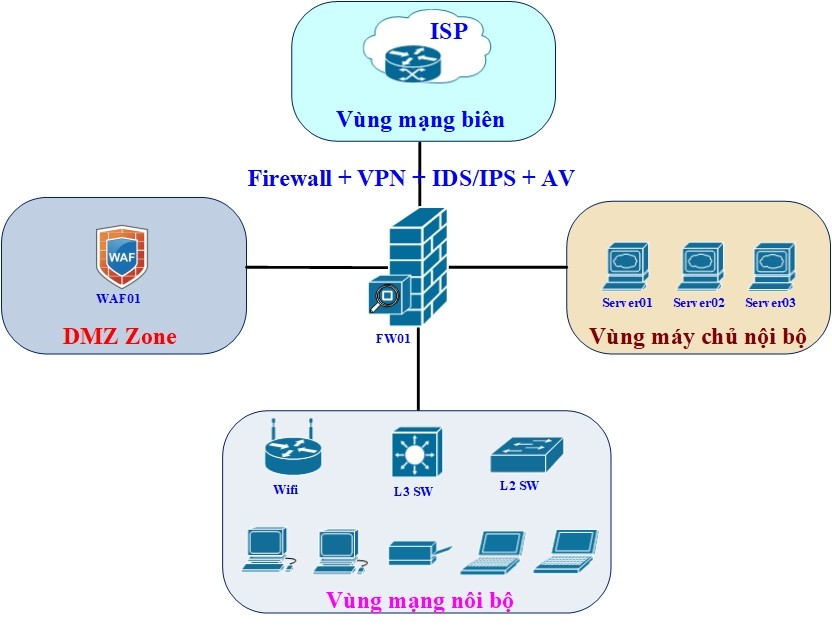 ISP
Vùng mạng biên
Firewall + VPN + IDS/IPS + AV
WAF
WAF01
DMZ Zone
FW01
Server01 Server02 Server03
Vùng máy chủ nội bộ
Wifi
L3 SW
L2 SW
Vùng mạng nôi bộ